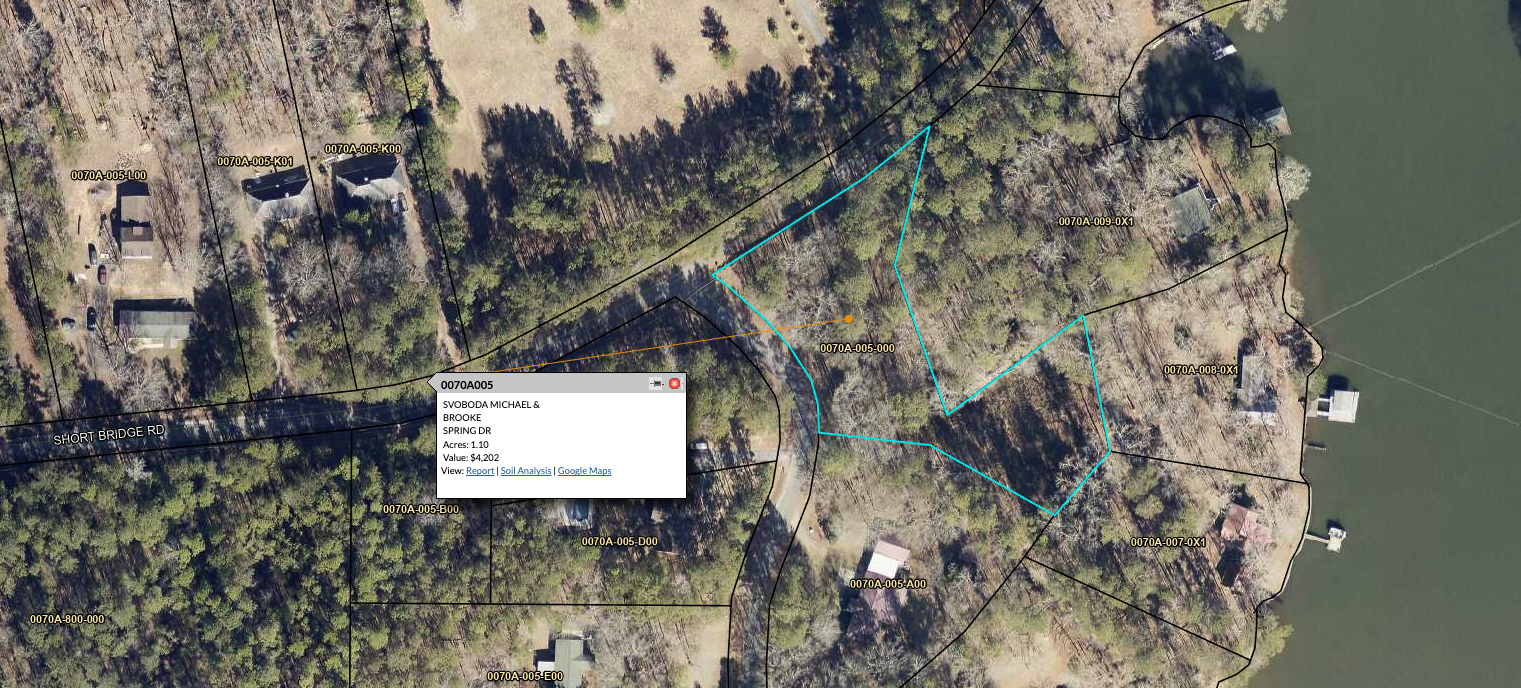 0070A-005-K00
0070A-005-K01
0070A-005-L00
0070A-009-0X1
0070A-005-000
0070A-008-0X1
0070A005
SVOBODA MICHAEL &
BROOKE
SPRING DR
Acres: 1.10
Value: $4,202
View: Report | Soil Analysis | Google Maps
SHORT BRIDGE RD
0070A-005-B00
0070A-005-D00
0070A-007-0X1
0070A-005-A00
0070A-800-000
0070A-005-E00